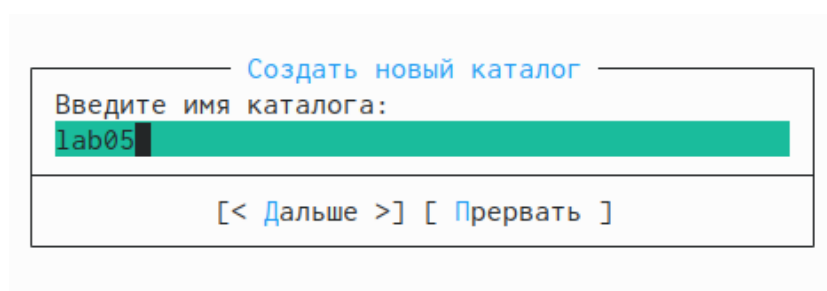 Создать новый каталог
Введите имя каталога:
lab05
[< Дальше >] [ Прервать ]